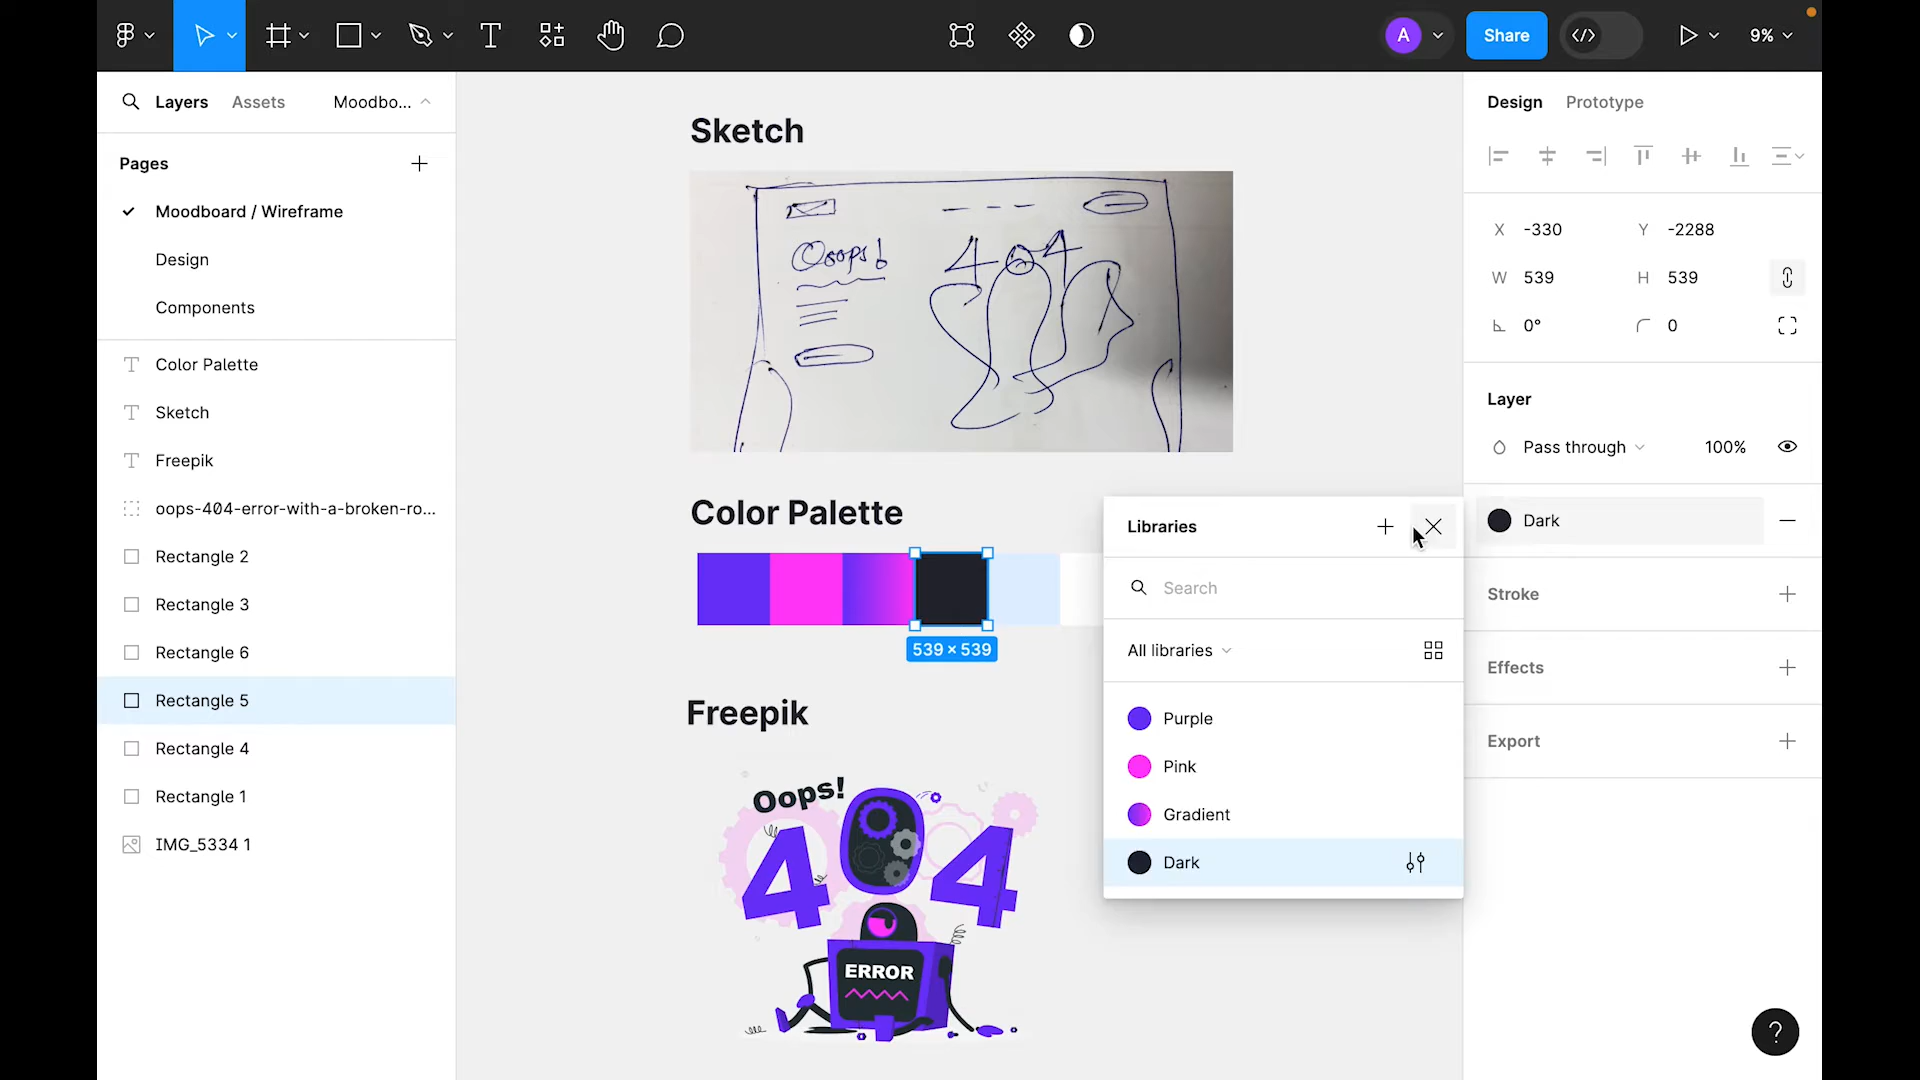 A
Share
9%
Layers
Assets
Moodbo...
Pages
Moodboard / Wireframe
Design
Components
Color Palette
Sketch
Freepik
oops-404-error-with-a-broken-ro...
Rectangle 2
Rectangle 3
Rectangle 6
Rectangle 5
Rectangle 4
Rectangle 1
IMG_5334 1
Sketch
Ooops!
404
Color Palette
539 × 539
Freepik
Oops!
404
ERROR
Libraries
Search
All libraries
Purple
Pink
Gradient
Dark
Design
Prototype
X -330 Y -2288
W 539 H 539
0° 0
Layer
Pass through 100%
Dark
Stroke
Effects
Export
?